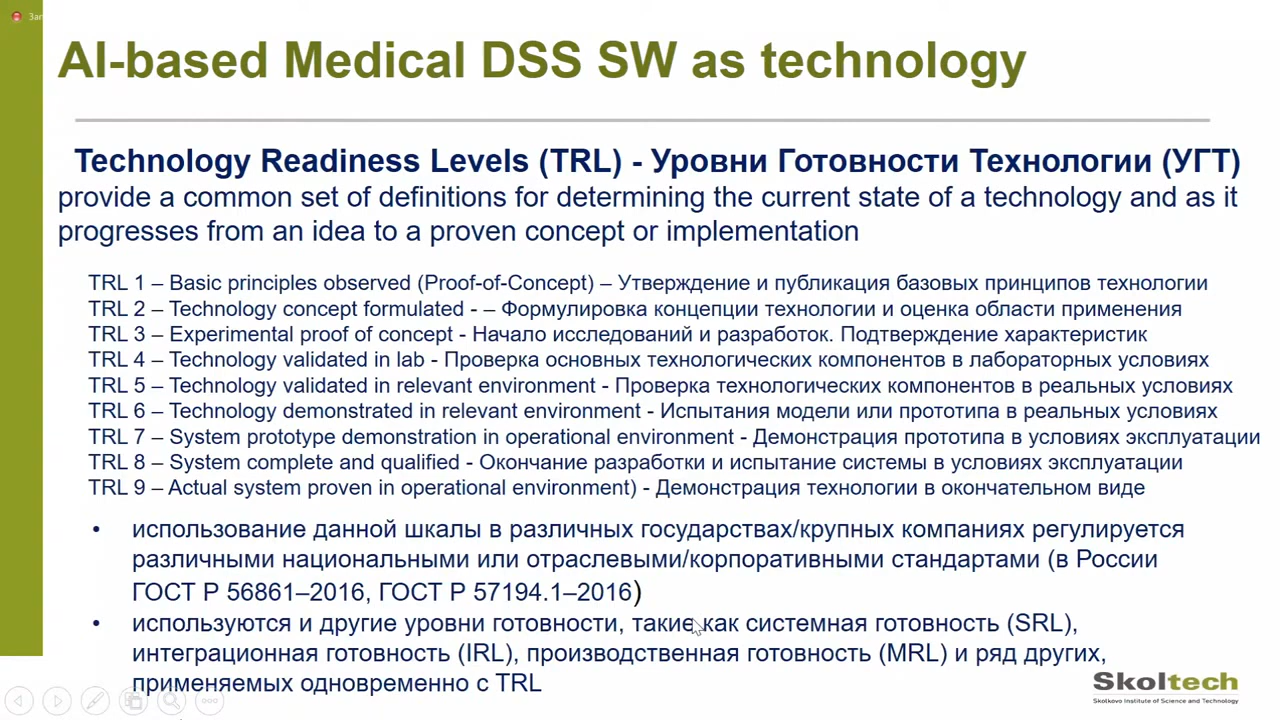 Заг
AI-based Medical DSS SW as technology
Technology Readiness Levels (TRL) - Уровни Готовности Технологии (УГТ)
provide a common set of definitions for determining the current state of a technology and as it
progresses from an idea to a proven concept or implementation
TRL 1 – Basic principles observed (Proof-of-Concept) – Утверждение и публикация базовых принципов технологии
TRL 2 – Technology concept formulated - – Формулировка концепции технологии и оценка области применения
TRL 3 – Experimental proof of concept - Начало исследований и разработок. Подтверждение характеристик
TRL 4 – Technology validated in lab - Проверка основных технологических компонентов в лабораторных условиях
TRL 5 – Technology validated in relevant environment - Проверка технологических компонентов в реальных условиях
TRL 6 – Technology demonstrated in relevant environment - Испытания модели или прототипа в реальных условиях
TRL 7 – System prototype demonstration in operational environment - Демонстрация прототипа в условиях эксплуатации
TRL 8 – System complete and qualified - Окончание разработки и испытание системы в условиях эксплуатации
TRL 9 – Actual system proven in operational environment) - Демонстрация технологии в окончательном виде
• использование данной шкалы в различных государствах/крупных компаниях регулируется
различными национальными или отраслевыми/корпоративными стандартами (в России
ГОСТ Р 56861–2016, ГОСТ Р 57194.1–2016)
• используются и другие уровни готовности, такие как системная готовность (SRL),
интеграционная готовность (IRL), производственная готовность (MRL) и ряд других,
применяемых одновременно с TRL
Skoltech
Skolkovo Institute of Science and Technology